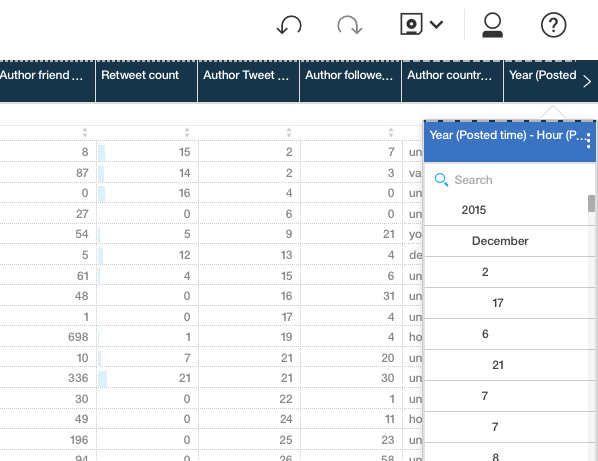 ?
Author friend ... Retweet count Author Tweet ... Author followe... Author countr... Year (Posted
Year (Posted time) - Hour (P...
Search
2015
December
2
17
6
21
7
7
8
8 15 2 7 un
87 14 2 3 va
0 16 4 0 un
27 0 6 0 un
54 5 9 21 yo
5 12 13 4 de
61 4 15 6 un
48 0 16 31 un
1 0 17 4 un
698 1 19 4 ho
10 7 21 20 un
336 21 21 30 un
30 0 22 1 un
49 0 24 11 ho
196 0 25 23 un
94 0 26 58 un